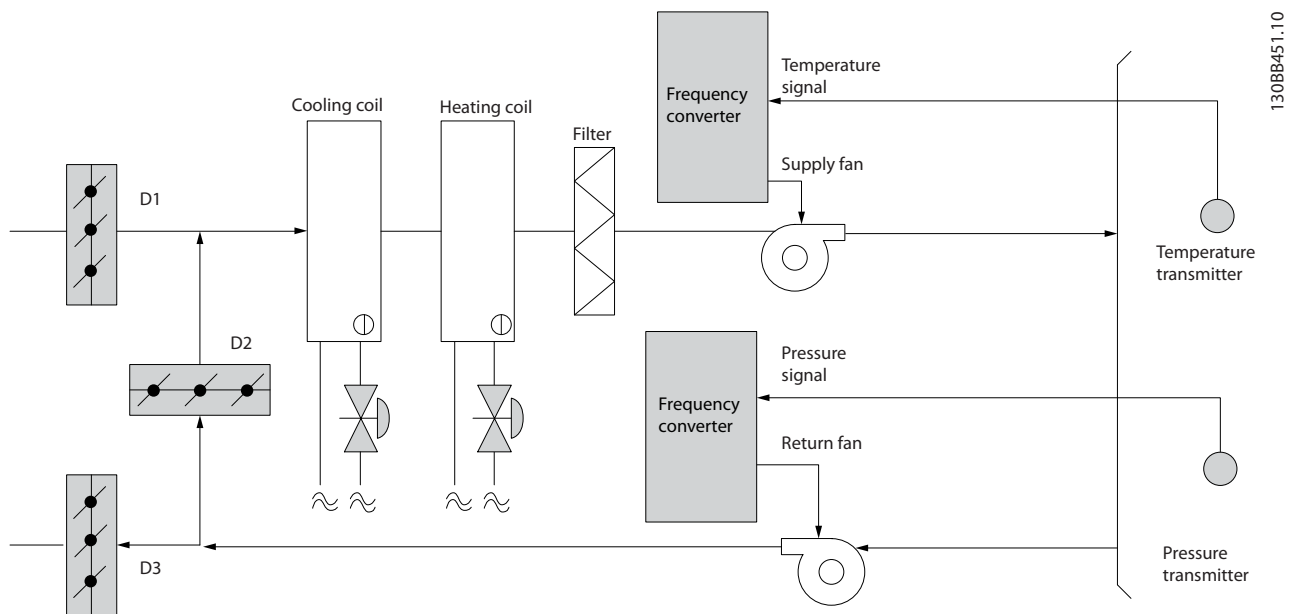 130BB451.10
Temperature
signal
Frequency
converter
Cooling coil
Heating coil
Filter
Supply fan
D1
Temperature
transmitter
D2
Pressure
signal
Frequency
converter
Return fan
D3
Pressure
transmitter